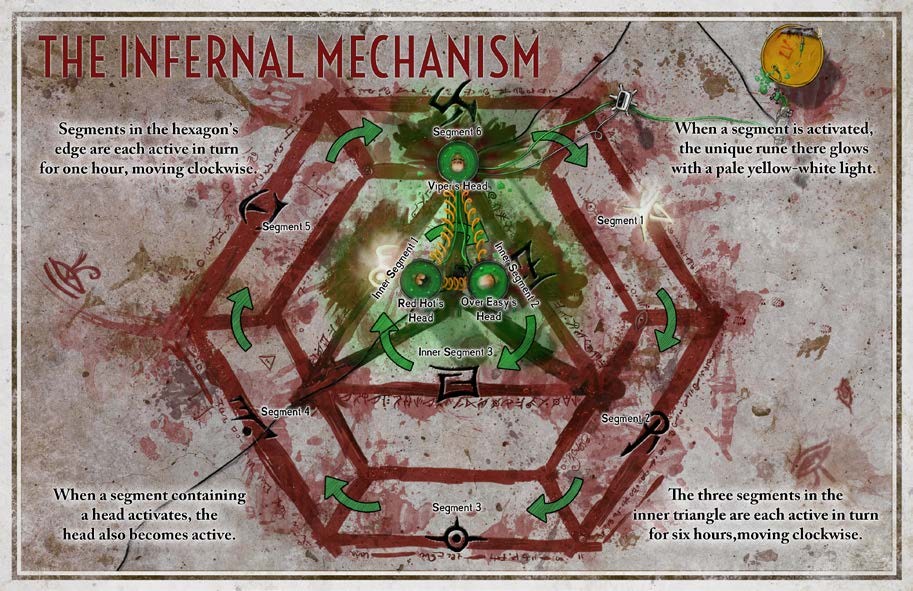 THE INFERNAL MECHANISM
Segments in the hexagon's
edge are each active in turn
for one hour, moving clockwise.
When a segment is activated,
the unique rune there glows
with a pale yellow-white light.
Segment 6
Viper's Head
Segment 5
Segment 1
Inner Segment 1
Inner Segment 2
Red Hot's
Head
Over Easy's
Head
Inner Segment 3
Segment 4
Segment 2
Segment 3
When a segment containing
a head activates, the
head also becomes active.
The three segments in the
inner triangle are each active in turn
for six hours,moving clockwise.